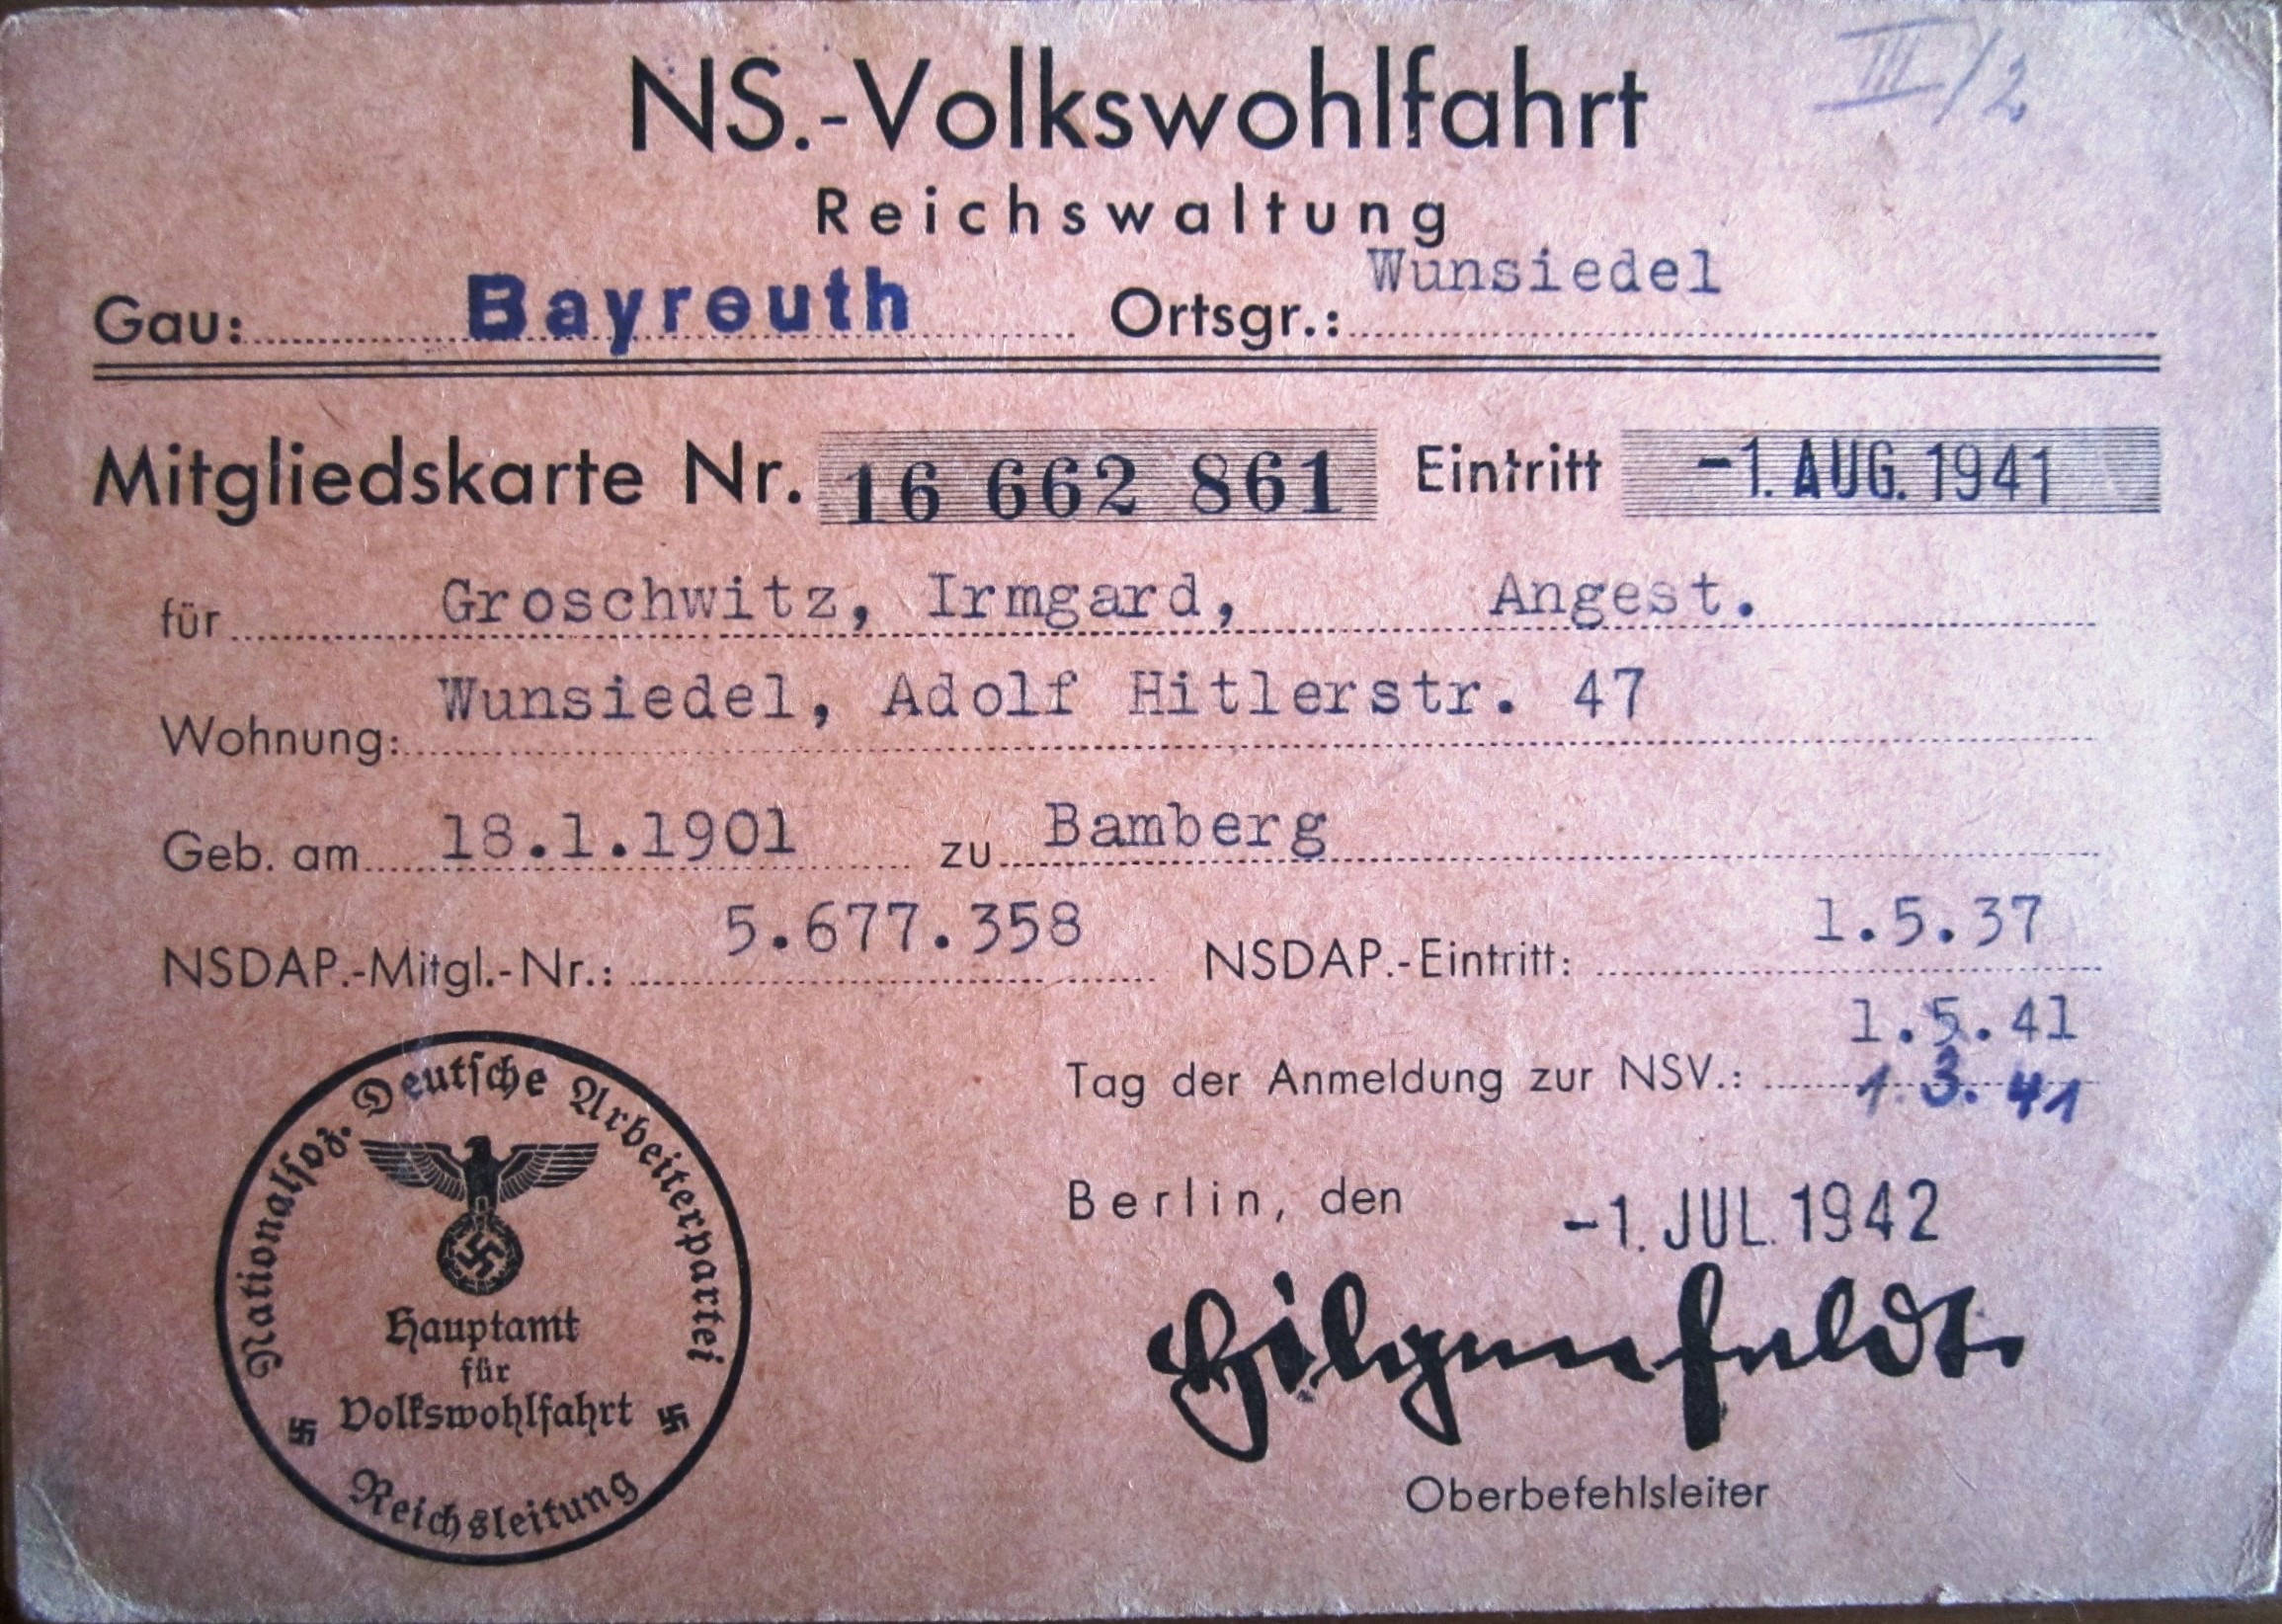 III/2
NS.-Volkswohlfahrt
Reichswaltung
Gau: Bayreuth Ortsgr.: Wunsiedel
Mitgliedskarte Nr. 16 662 861 Eintritt -1. AUG. 1941
für Groschwitz, Irmgard, Angest.
Wohnung: Wunsiedel, Adolf Hitlerstr. 47
Geb. am 18.1.1901 zu Bamberg
NSDAP.-Mitgl.-Nr.: 5.677.358 NSDAP.-Eintritt: 1.5.37
1.5.41
Tag der Anmeldung zur NSV.: 1.3.41
Berlin, den -1. JUL. 1942
Hilgenfeldt.
Oberbefehlsleiter
Nationalsoz. Deutsche Arbeiterpartei
Hauptamt
für
Volkswohlfahrt
Reichsleitung